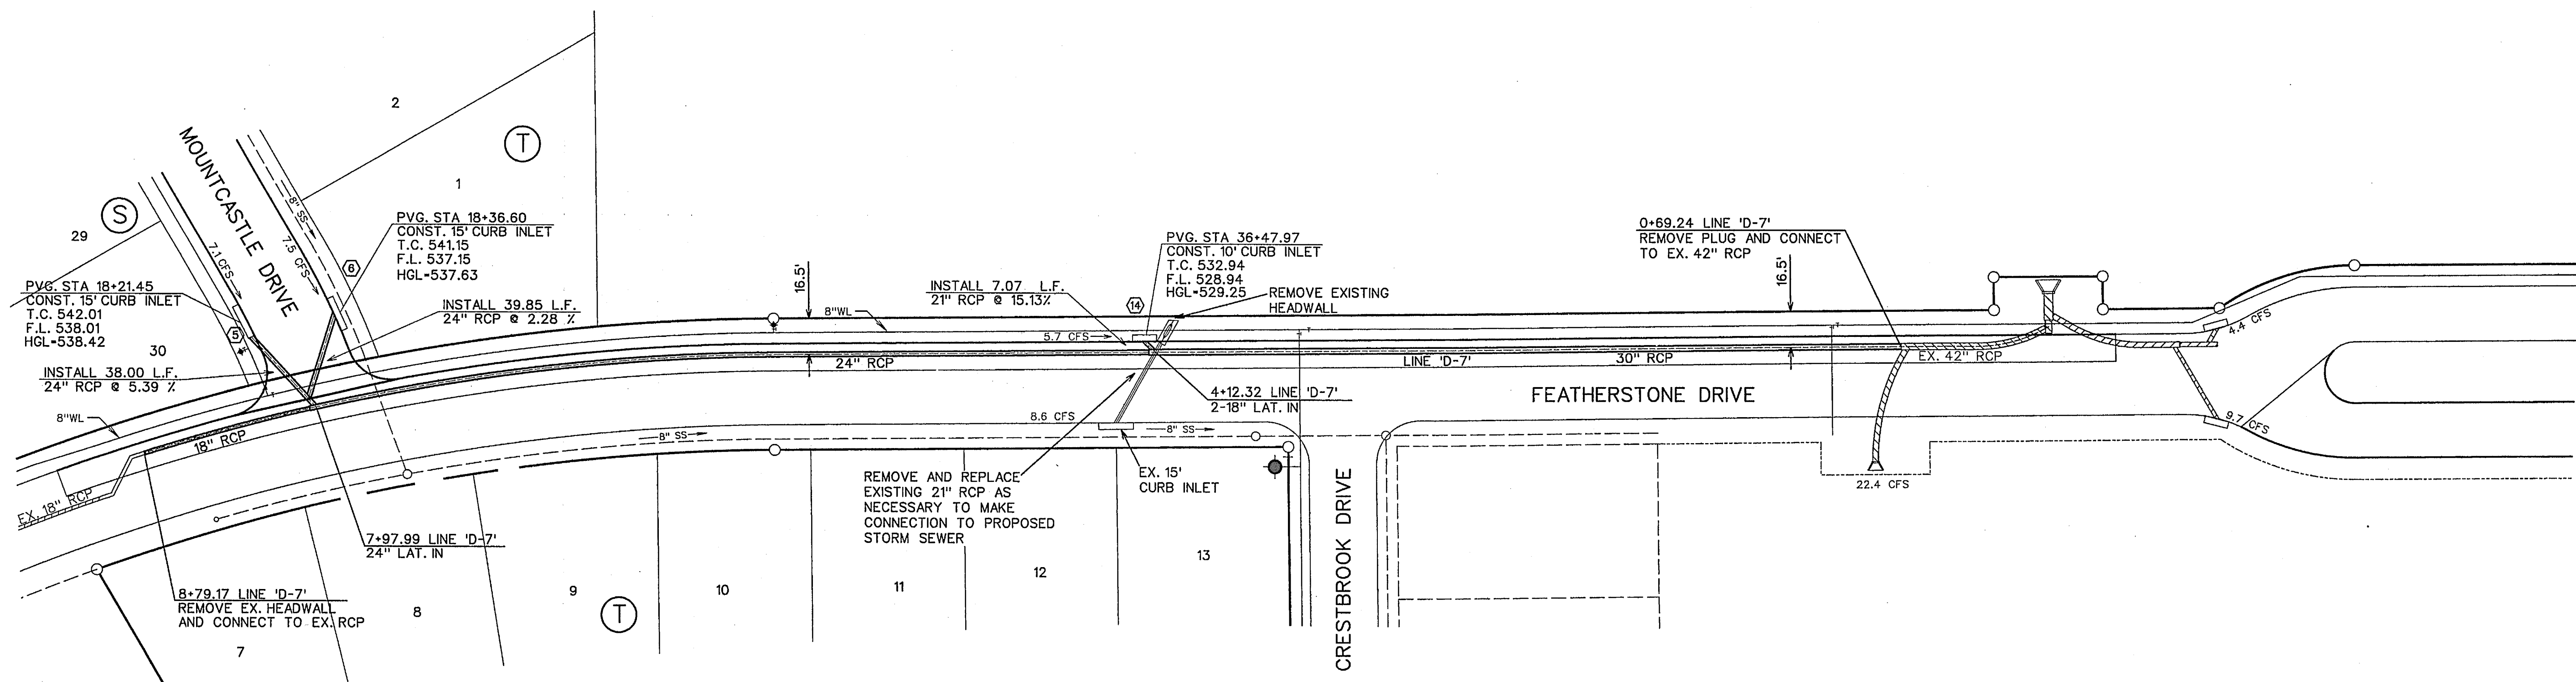 2
T
1
MOUNTCASTLE DRIVE
8" SS
S
29
7.1 CFS
7.5 CFS
6
PVG. STA 18+36.60
CONST. 15' CURB INLET
T.C. 541.15
F.L. 537.15
HGL=537.63
PVG. STA 18+21.45
CONST. 15' CURB INLET
T.C. 542.01
F.L. 538.01
HGL=538.42
5
30
INSTALL 39.85 L.F.
24" RCP @ 2.28 %
INSTALL 38.00 L.F.
24" RCP @ 5.39 %
8"WL
18" RCP
EX. 18" RCP
16.5'
8"WL
24" RCP
INSTALL 7.07 L.F.
21" RCP @ 15.13%
5.7 CFS
14
PVG. STA 36+47.97
CONST. 10' CURB INLET
T.C. 532.94
F.L. 528.94
HGL=529.25
REMOVE EXISTING
HEADWALL
4+12.32 LINE 'D-7'
2-18" LAT. IN
LINE 'D-7'
30" RCP
0+69.24 LINE 'D-7'
REMOVE PLUG AND CONNECT
TO EX. 42" RCP
16.5'
EX. 42" RCP
FEATHERSTONE DRIVE
4.4 CFS
9.7 CFS
22.4 CFS
8.6 CFS
8" SS
8" SS
EX. 15'
CURB INLET
REMOVE AND REPLACE
EXISTING 21" RCP AS
NECESSARY TO MAKE
CONNECTION TO PROPOSED
STORM SEWER
CRESTBROOK DRIVE
7+97.99 LINE 'D-7'
24" LAT. IN
8+79.17 LINE 'D-7'
REMOVE EX. HEADWALL
AND CONNECT TO EX. RCP
7
8
9
T
10
11
12
13